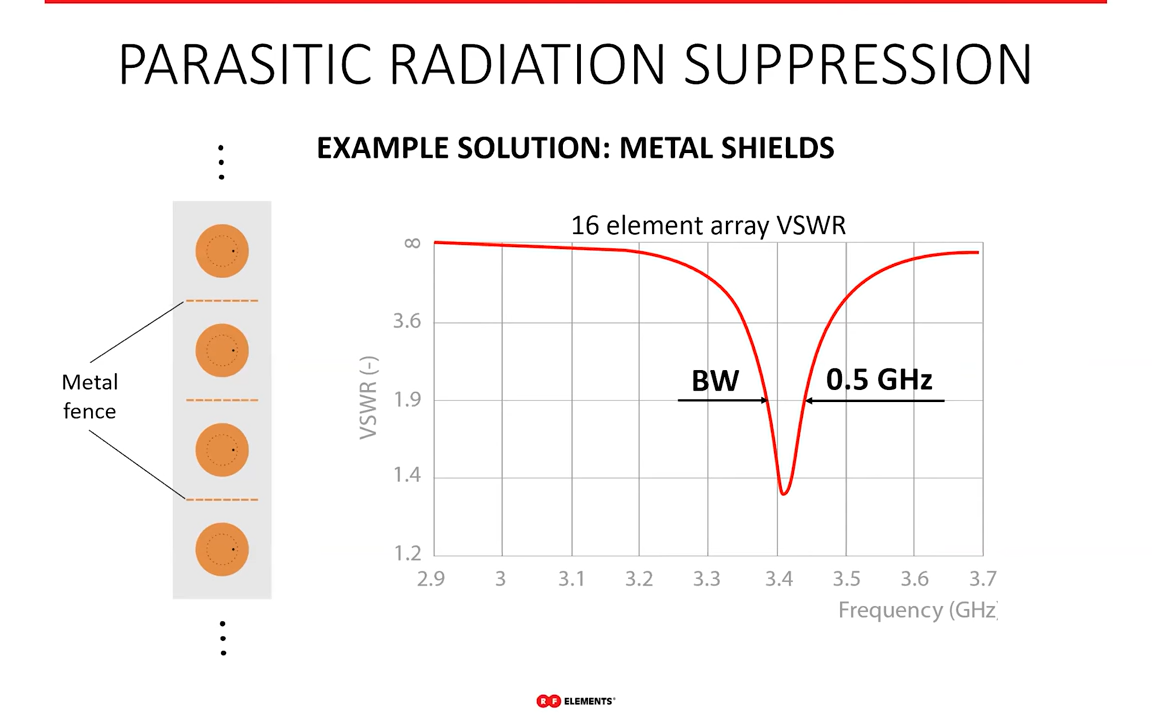 PARASITIC RADIATION SUPPRESSION
EXAMPLE SOLUTION: METAL SHIELDS
Metal
fence
16 element array VSWR
∞
3.6
1.9
1.4
1.2
VSWR (-)
BW
0.5 GHz
2.9 3 3.1 3.2 3.3 3.4 3.5 3.6 3.7
Frequency (GHz)
RF ELEMENTS